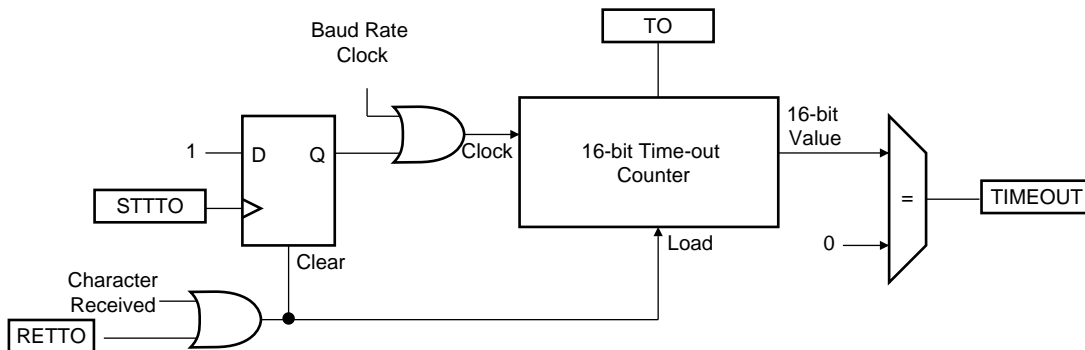 TO
Baud Rate
Clock
16-bit
Value
1
D
Q
Clock
16-bit Time-out
Counter
STTTO
=
TIMEOUT
Clear
Load
0
Character
Received
RETTO